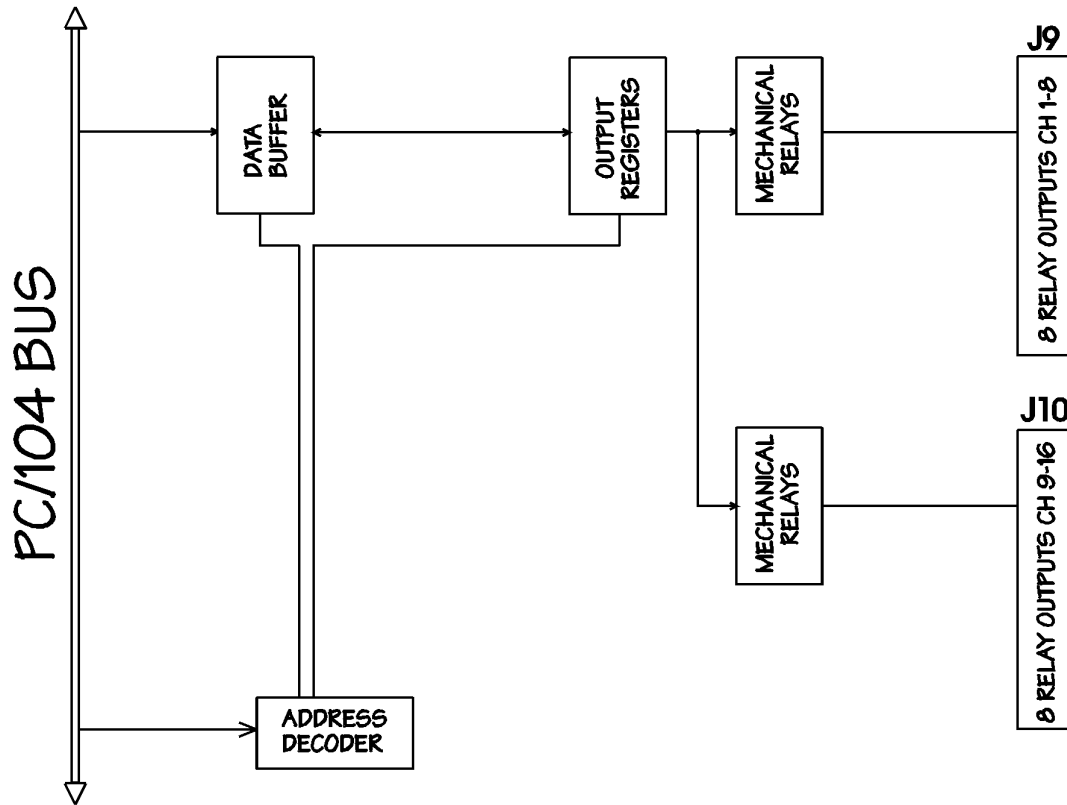 PC/104 BUS
DATA
BUFFER
OUTPUT
REGISTERS
MECHANICAL
RELAYS
J9
8 RELAY OUTPUTS CH 1-8
MECHANICAL
RELAYS
J10
8 RELAY OUTPUTS CH 9-16
ADDRESS
DECODER